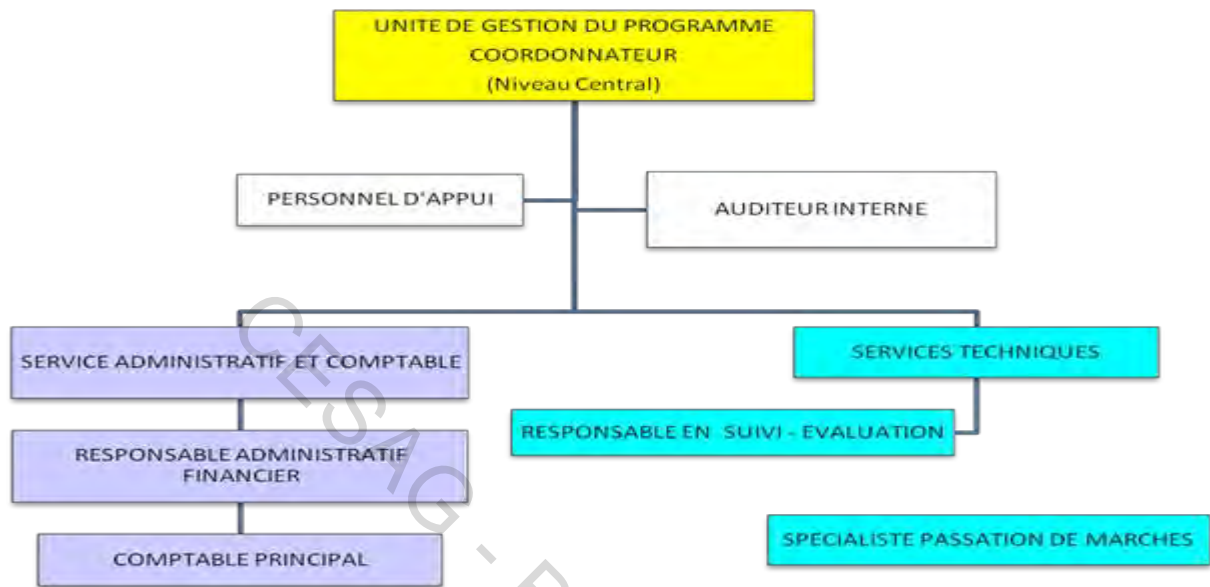 UNITE DE GESTION DU PROGRAMME
COORDONNATEUR
(Niveau Central)
PERSONNEL D'APPUI
AUDITEUR INTERNE
SERVICE ADMINISTRATIF ET COMPTABLE
SERVICES TECHNIQUES
RESPONSABLE EN SUIVI - EVALUATION
RESPONSABLE ADMINISTRATIF
FINANCIER
SPECIALISTE PASSATION DE MARCHES
COMPTABLE PRINCIPAL
CESAG -